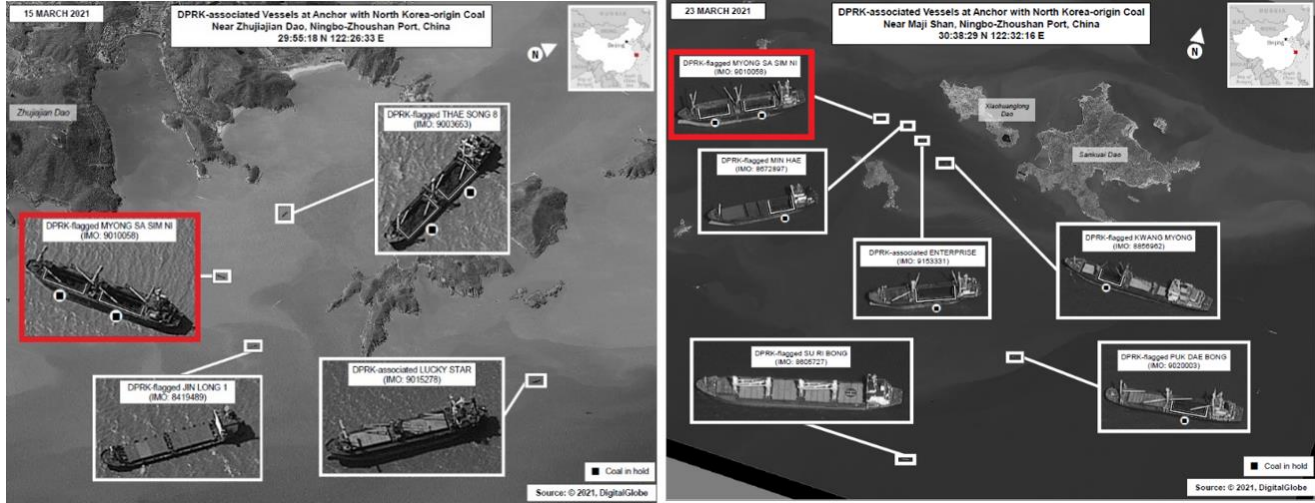 15 MARCH 2021
DPRK-associated Vessels at Anchor with North Korea-origin Coal
Near Zhujiajian Dao, Ningbo-Zhoushan Port, China
29:55:18 N 122:26:33 E
N
Beijing
CHINA
Zhujiajian Dao
DPRK-flagged THAE SONG 8
(IMO: 9003653)
DPRK-flagged MYONG SA SIM NI
(IMO: 9010058)
DPRK-flagged JIN LONG 1
(IMO: 8419489)
DPRK-associated LUCKY STAR
(IMO: 9015278)
Coal in hold
Source: © 2021, DigitalGlobe
23 MARCH 2021
DPRK-associated Vessels at Anchor with North Korea-origin Coal
Near Maji Shan, Ningbo-Zhoushan Port, China
30:38:29 N 122:32:16 E
N
Beijing
CHINA
DPRK-flagged MYONG SA SIM NI
(IMO: 9010058)
Xiaohuanglong
Dao
Sankuai Dao
DPRK-flagged MIN HAE
(IMO: 8672897)
DPRK-associated ENTERPRISE
(IMO: 9153331)
DPRK-flagged KWANG MYONG
(IMO: 8856962)
DPRK-flagged SU RI BONG
(IMO: 9605727)
DPRK-flagged PUK DAE BONG
(IMO: 9020003)
Coal in hold
Source: © 2021, DigitalGlobe